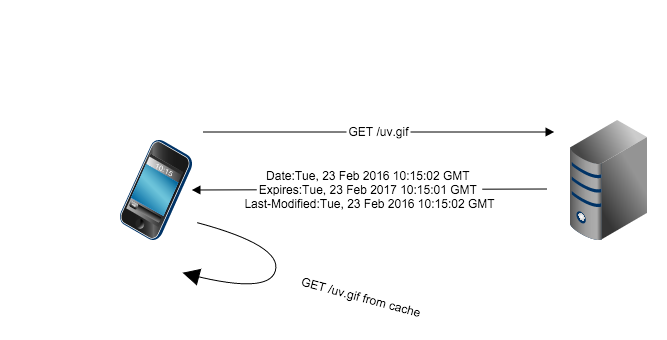 GET /uv.gif
10:15
Date:Tue, 23 Feb 2016 10:15:02 GMT
Expires:Tue, 23 Feb 2017 10:15:01 GMT
Last-Modified:Tue, 23 Feb 2016 10:15:02 GMT
GET /uv.gif from cache